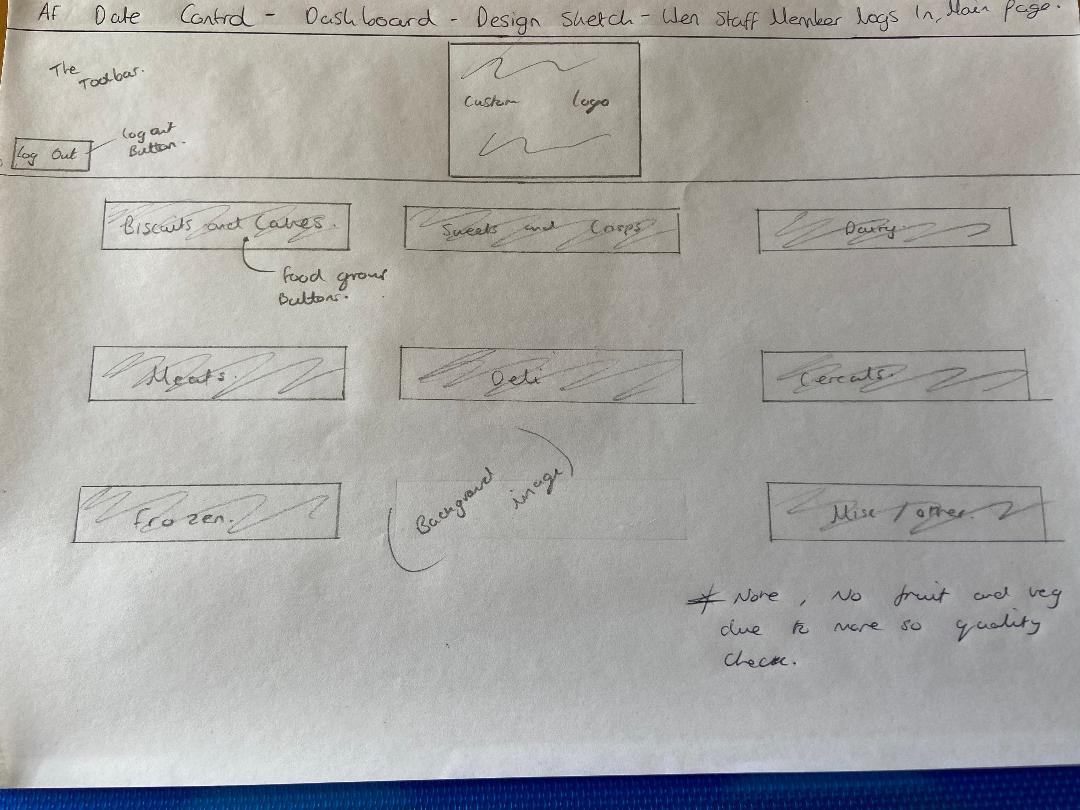 AF Date Control - Dashboard - Design Sketch - Wen Staff Member logs In, Main Page.
The
Toolbar.
Custom logo
Log Out
Log out
Button.
Biscuits and Cakes.
Sweets and Crisps
Dairy
food group
Buttons.
Meats.
Deli
Cereals.
Background image
Frozen.
Misc / other.
* Note, No fruit and veg
due to more so quality
Check.